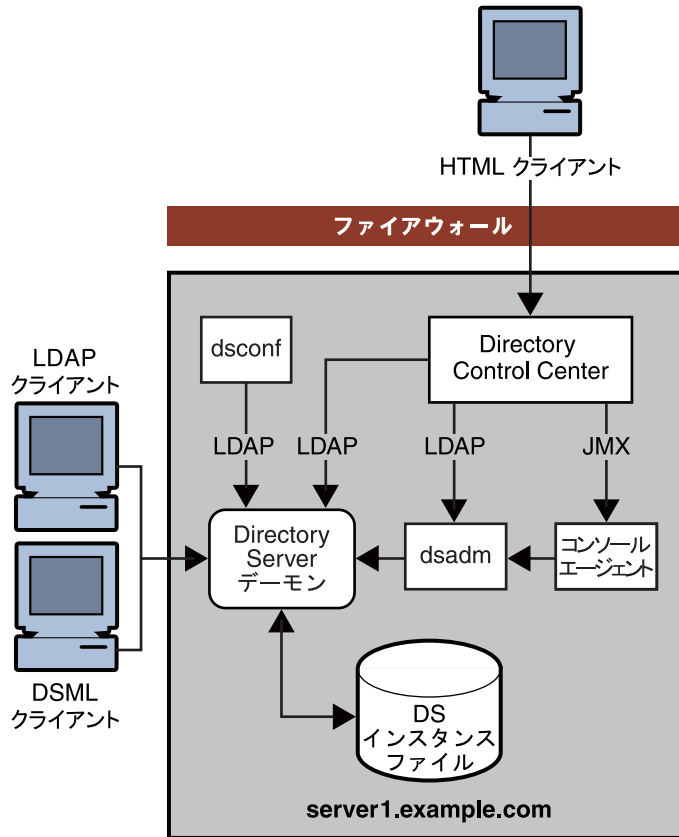 HTML クライアント
ファイアウォール
LDAP
クライアント
dsconf
Directory
Control Center
LDAP
LDAP
LDAP
JMX
Directory
Server
デーモン
dsadm
コンソール
エージェント
DSML
クライアント
DS
インスタンス
ファイル
server1.example.com